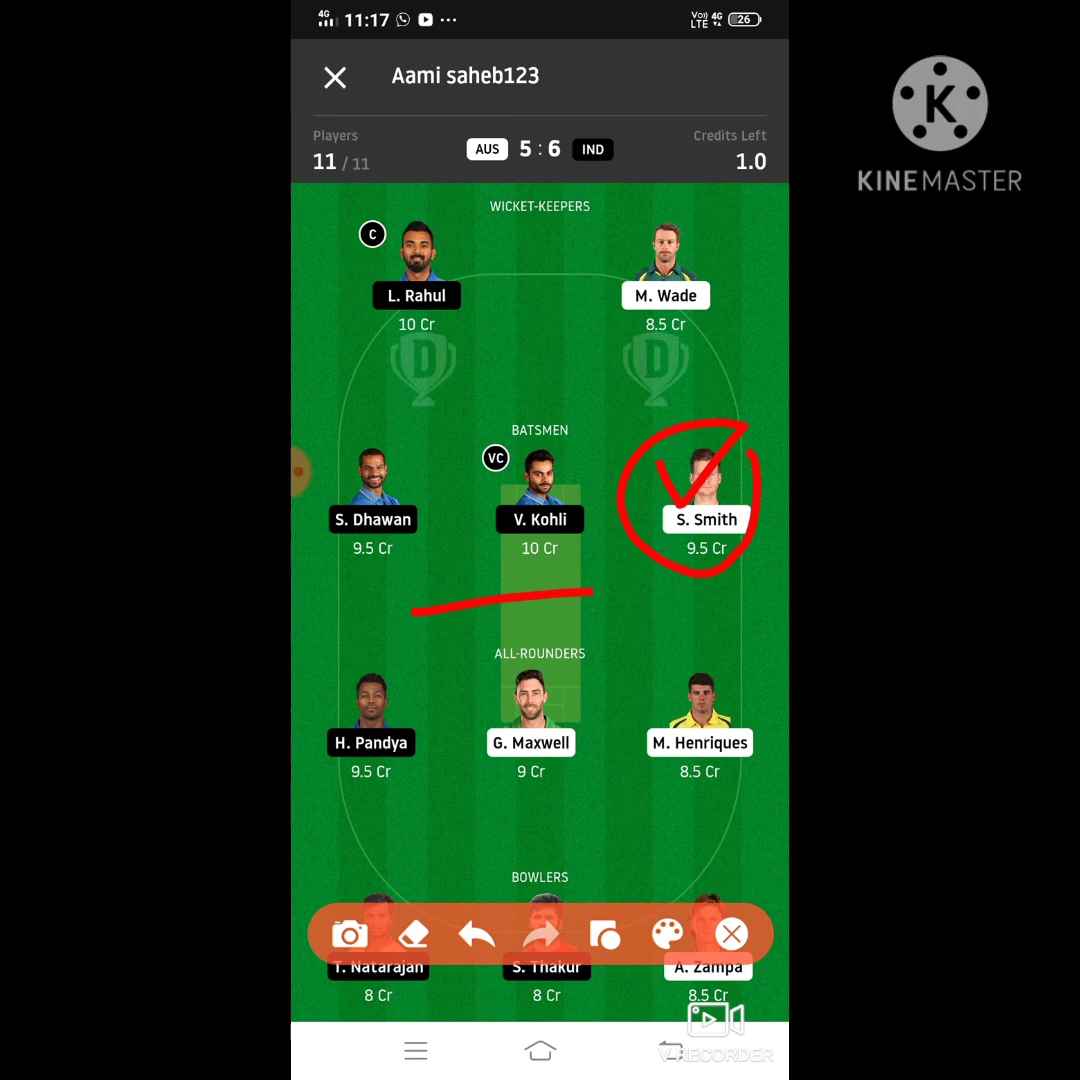 4G 11:17 Vo) 4G LTE 26
Aami saheb123
K
KINEMASTER
Players Credits Left
11 / 11 AUS 5 : 6 IND 1.0
WICKET-KEEPERS
C
L. Rahul M. Wade
10 Cr 8.5 Cr
D D
BATSMEN
VC
S. Dhawan V. Kohli S. Smith
9.5 Cr 10 Cr 9.5 Cr
ALL-ROUNDERS
H. Pandya G. Maxwell M. Henriques
9.5 Cr 9 Cr 8.5 Cr
BOWLERS
T. Natarajan S. Thakur A. Zampa
8 Cr 8 Cr 8.5 Cr
V RECORDER